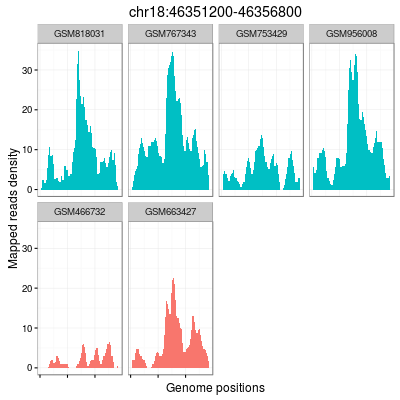 chr18:46351200-46356800
GSM818031 GSM767343 GSM753429 GSM956008
30
20
10
0
GSM466732 GSM663427
30
20
10
0
Mapped reads density
Genome positions